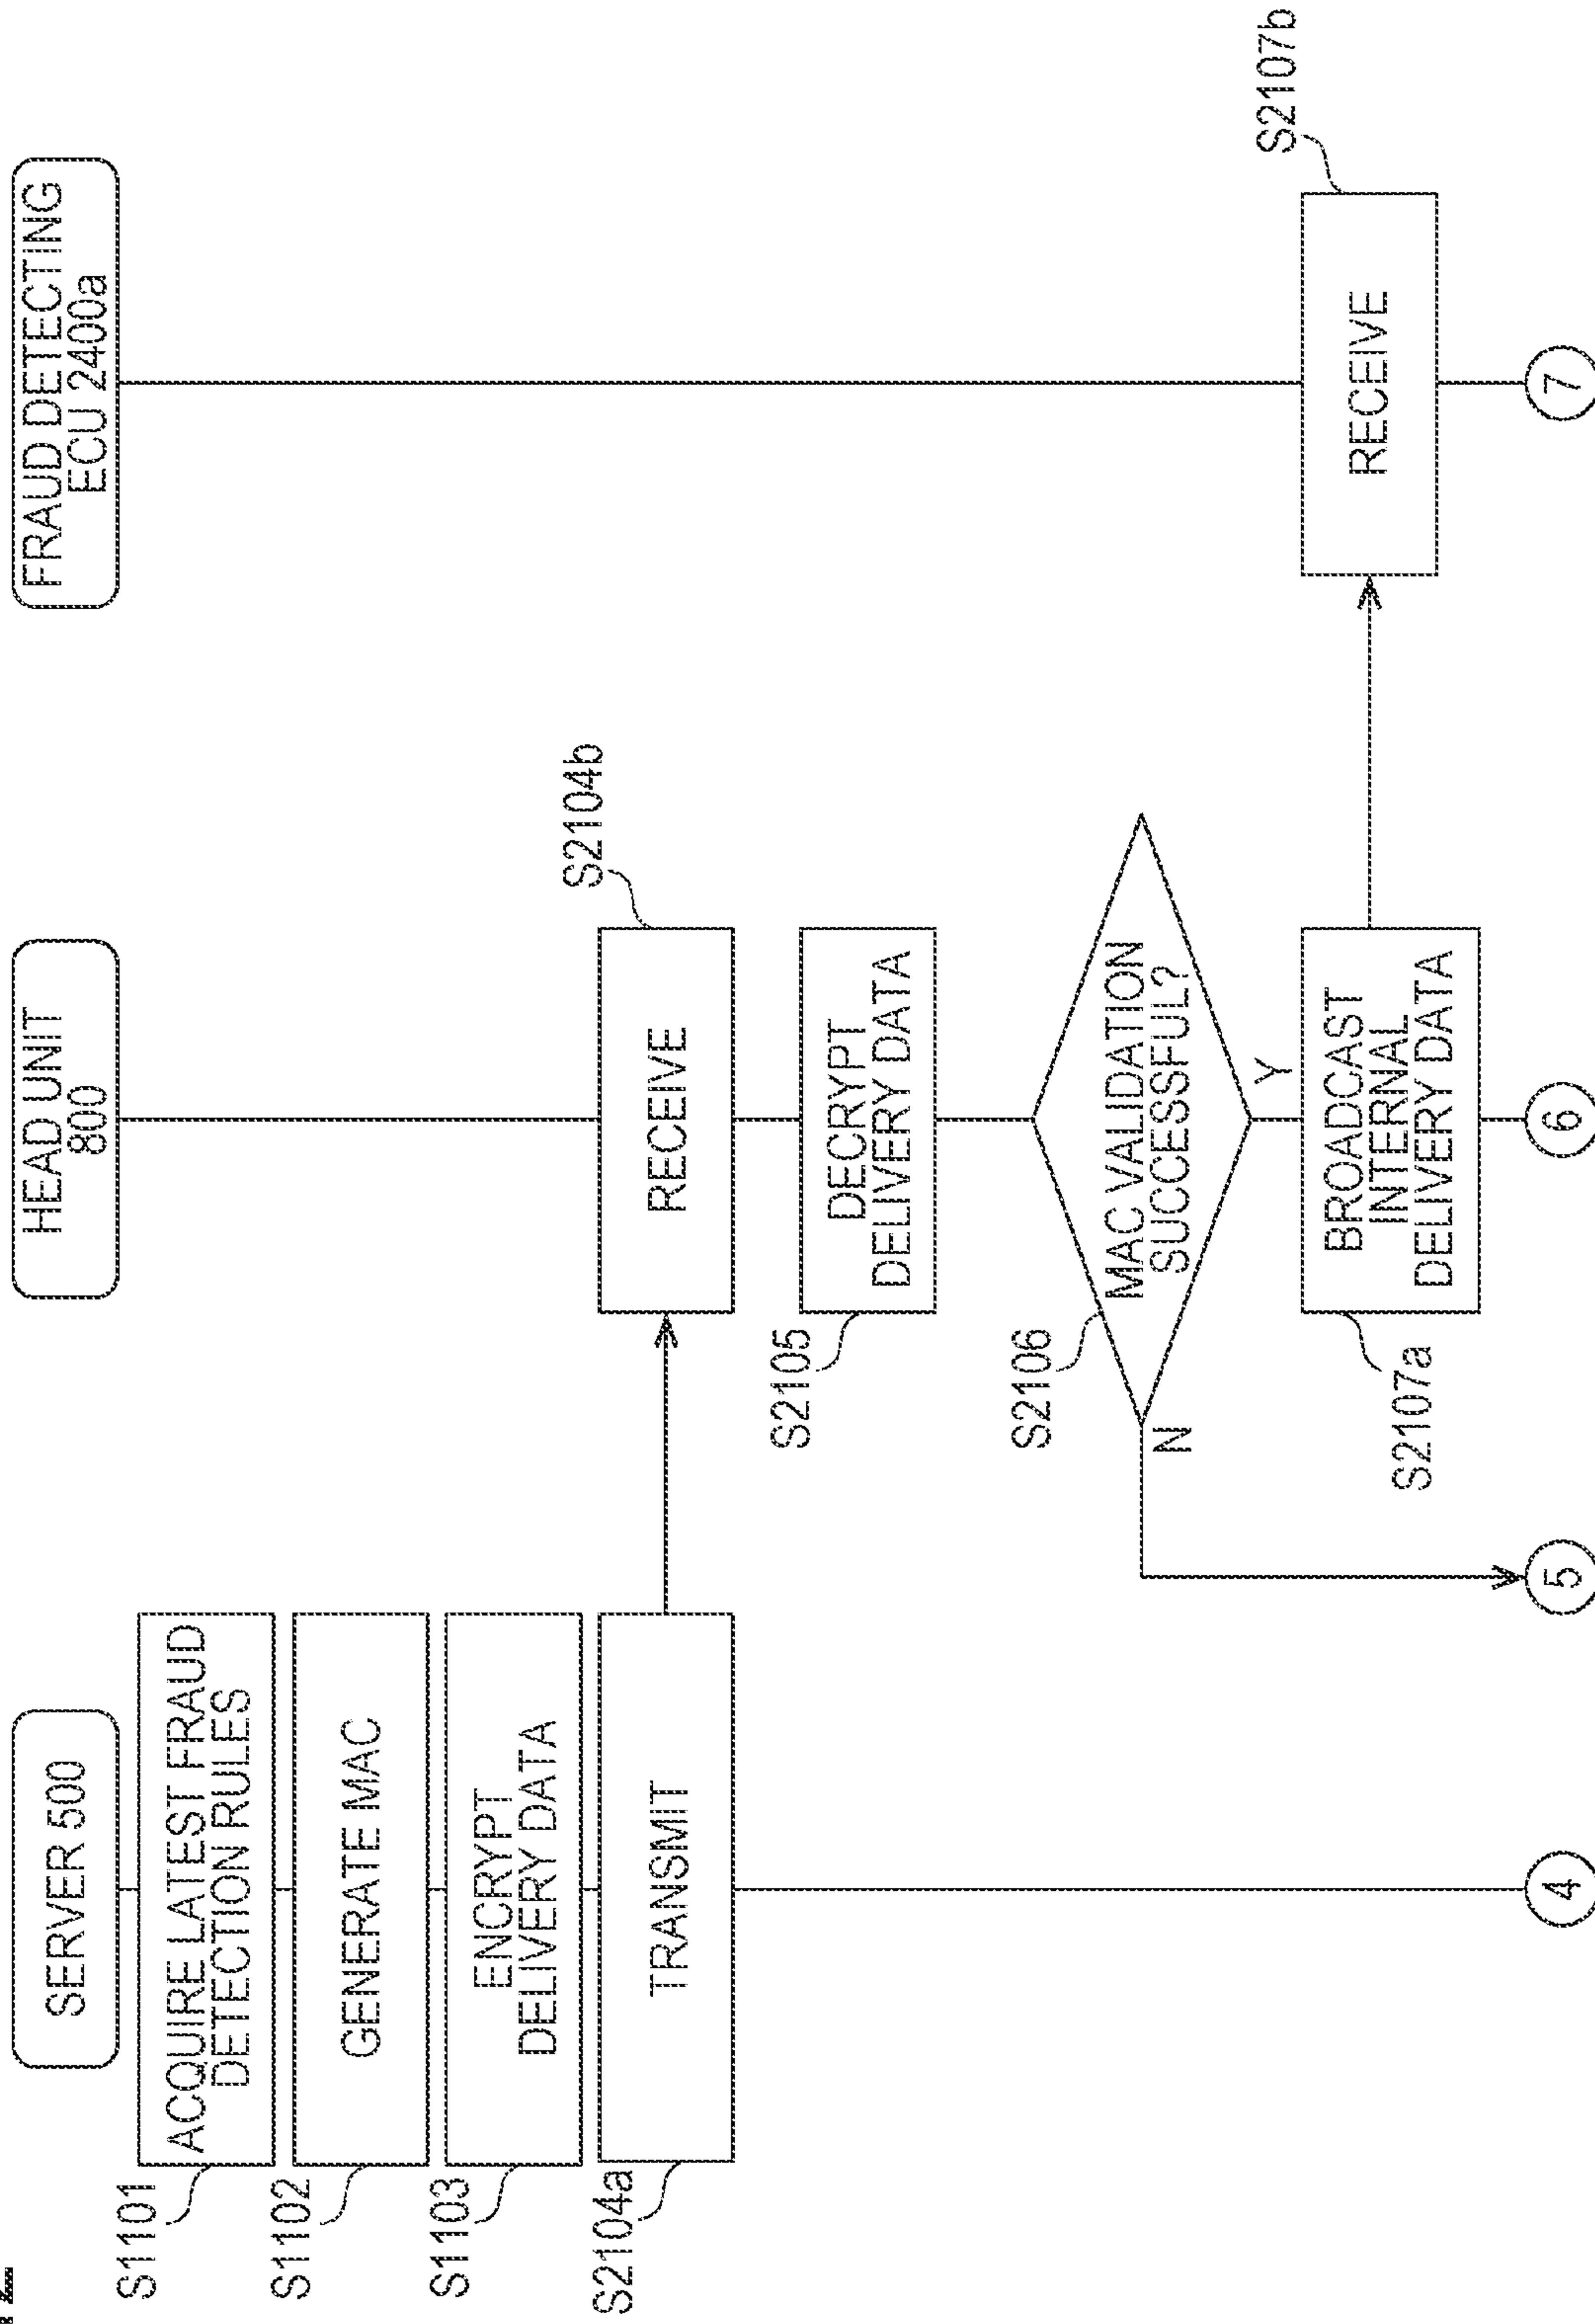 SERVER 500
HEAD UNIT
800
FRAUD DETECTING
ECU 2400a
S1101
ACQUIRE LATEST FRAUD
DETECTION RULES
S1102
GENERATE MAC
S1103
ENCRYPT
DELIVERY DATA
S2104a
TRANSMIT
RECEIVE
S2104b
S2105
DECRYPT
DELIVERY DATA
S2106
MAC VALIDATION
SUCCESSFUL?
N
Y
S2107a
BROADCAST
INTERNAL
DELIVERY DATA
RECEIVE
S2107b
4
5
6
7